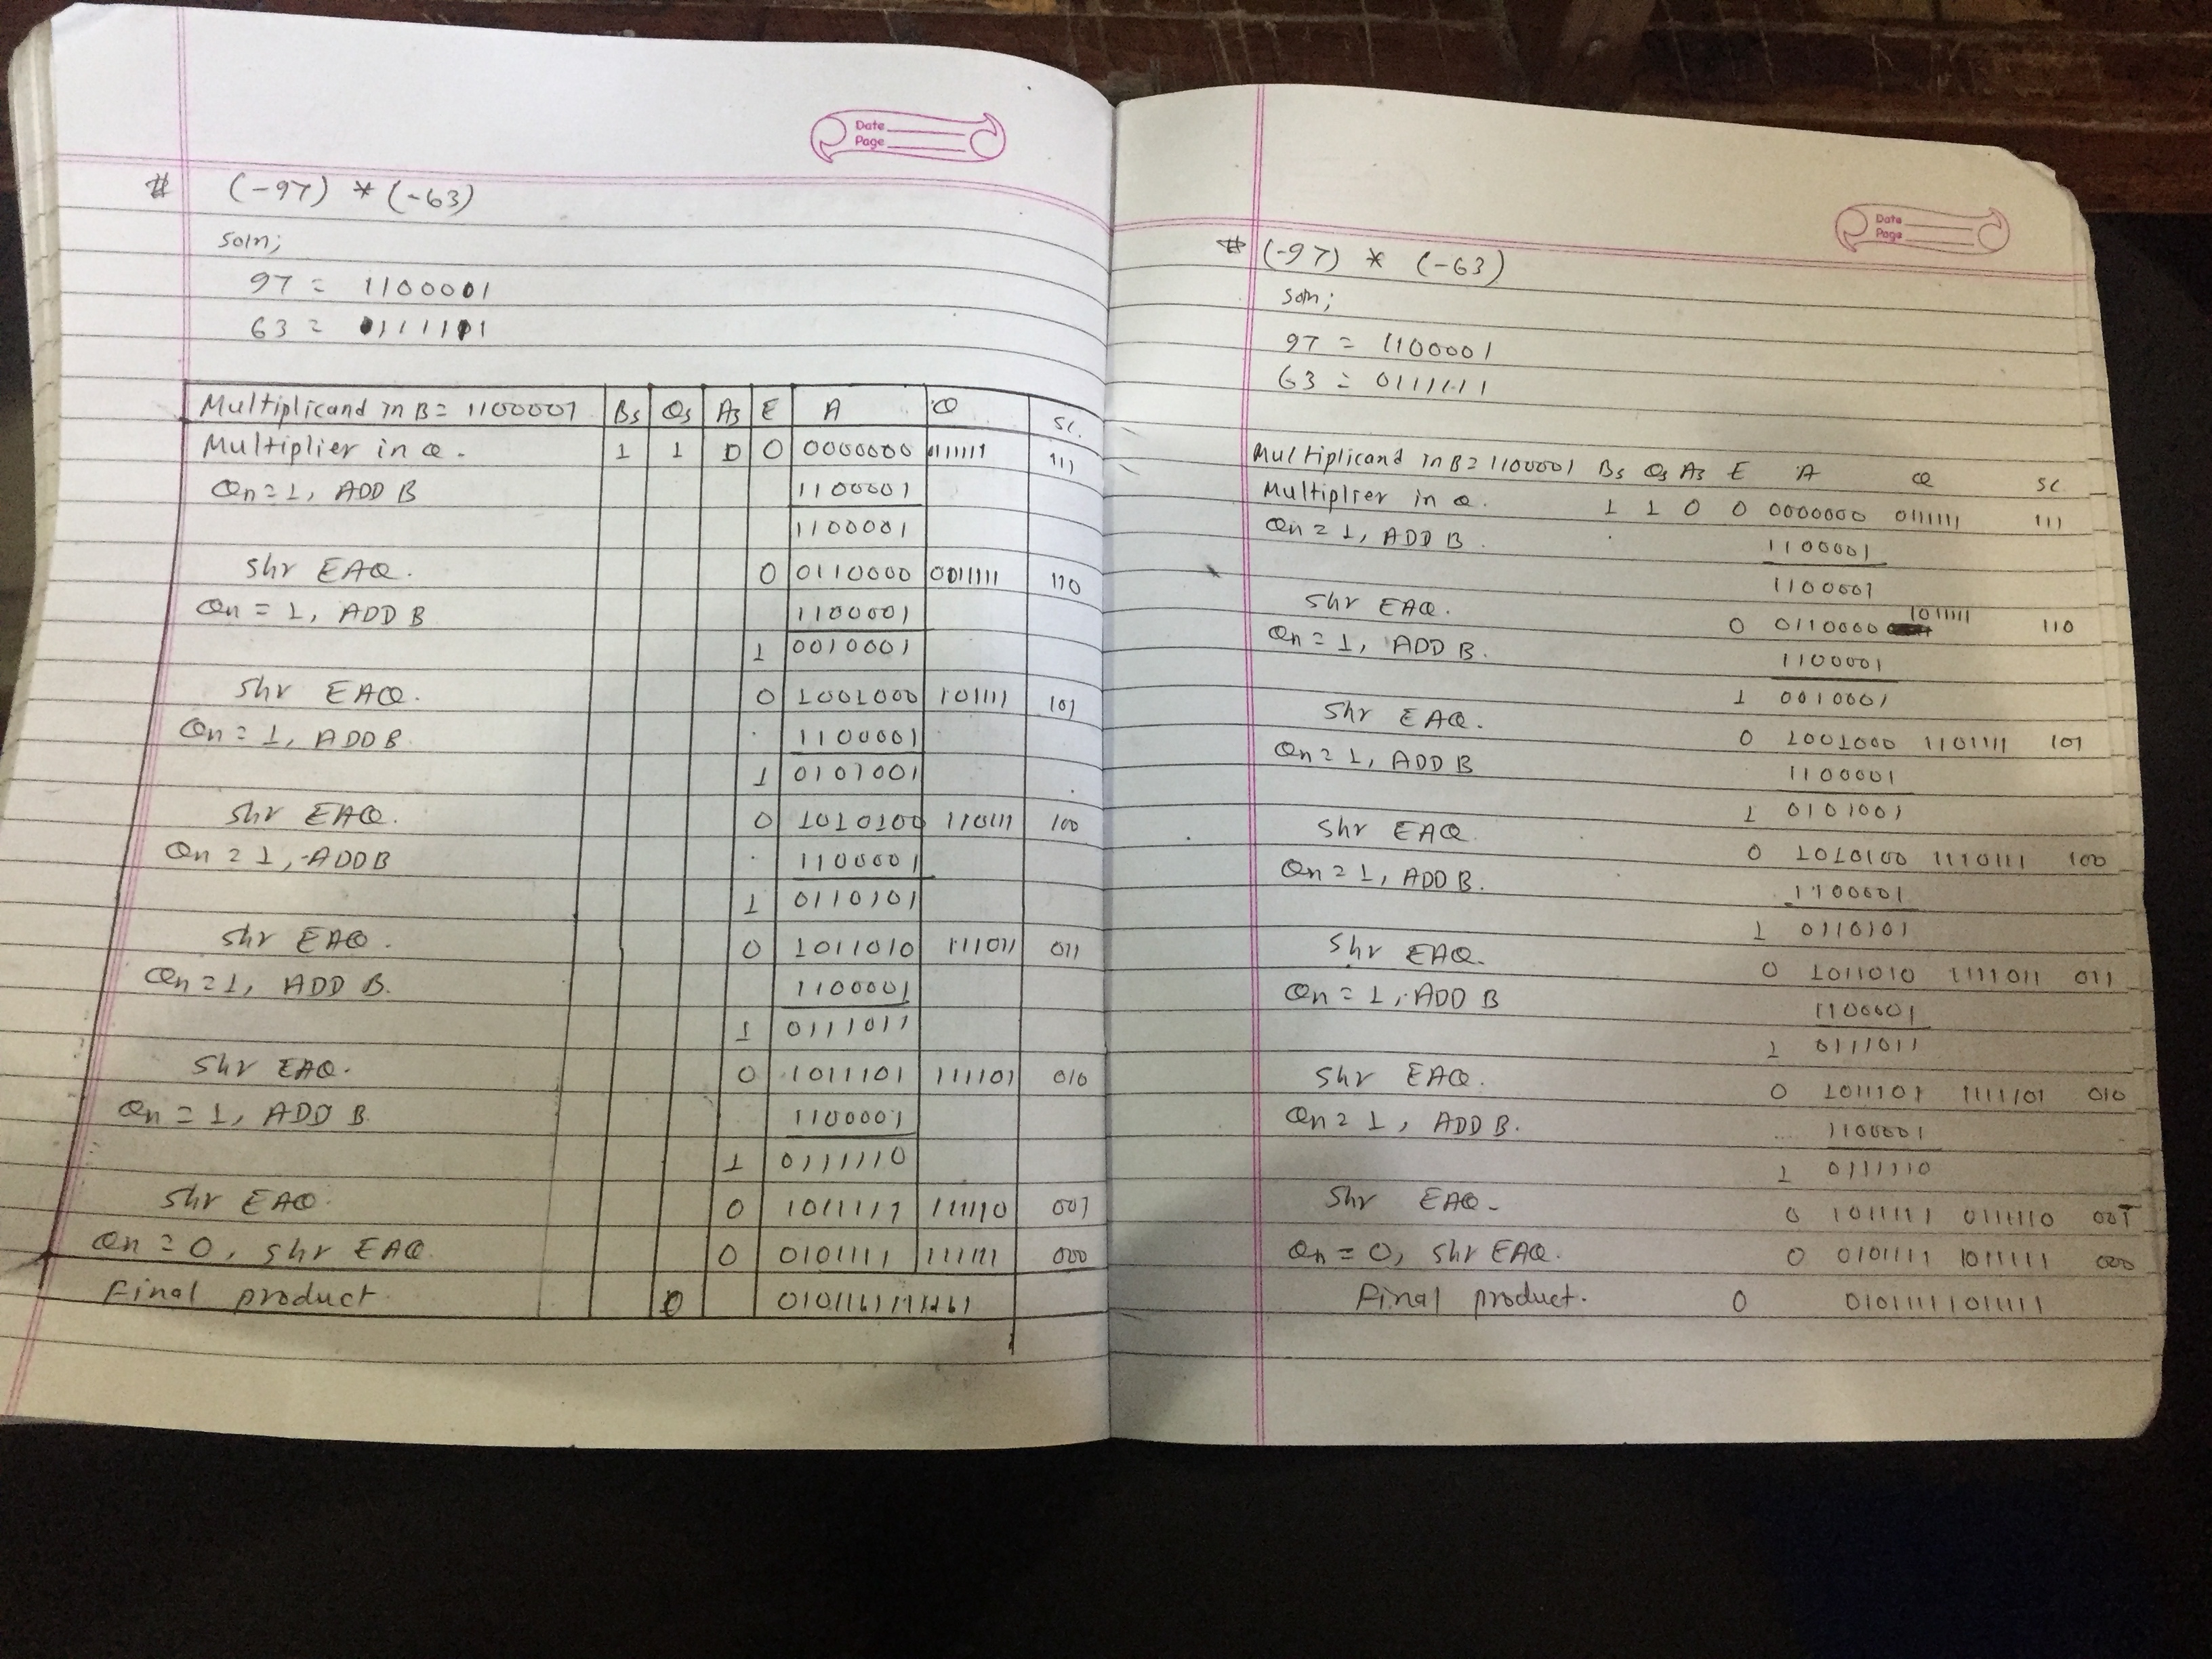 Date
Page
# (-97) * (-63)
soln;
97 = 1100001
63 = 0111111
Multiplicand in B = 1100001 Bs Qs As E A Q SC.
Multiplier in Q. 1 1 0 0 0000000 111
Qn = 1, ADD B 1100001
1100001
Shr EAQ. 0 0110000 110
Qn = 1, ADD B 1100001
1 0010001
Shr EAQ. 0 1001000 101111 101
Qn = 1, ADD B 1100001
1 0101001
Shr EAQ. 0 1010100 110111 100
Qn = 1, ADD B 1100001
1 0110101
Shr EAQ. 0 1011010 111011 011
Qn = 1, ADD B. 1100001
1 0111011
Shr EAQ. 0 1011101 111101 010
Qn = 1, ADD B. 1100001
1 0111110
Shr EAQ. 0 1011111 111110 001
Qn = 0, Shr EAQ. 0 0101111 111111 000
Final product. 0
Date
Page
# (-97) * (-63)
soln;
97 = 1100001
63 = 0111111
Multiplicand in B = 1100001 Bs Qs As E A Q SC
Multiplier in Q. 1 1 0 0 0000000 0111111 111
Qn = 1, ADD B. 1100001
1100001
Shr EAQ. 0 0110000 1011111 110
Qn = 1, ADD B. 1100001
1 0010001
Shr EAQ. 0 1001000 1101111 101
Qn = 1, ADD B 1100001
1 0101001
Shr EAQ. 0 1010100 1110111 100
Qn = 1, ADD B. 1100001
1 0110101
Shr EAQ. 0 1011010 1111011 011
Qn = 1, ADD B 1100001
1 0111011
Shr EAQ. 0 1011101 1111101 010
Qn = 1, ADD B. 1100001
1 0111110
Shr EAQ- 0 1011111 0111110 001
Qn = 0, Shr EAQ. 0 0101111 1011111 000
Final product. 0 01011111011111